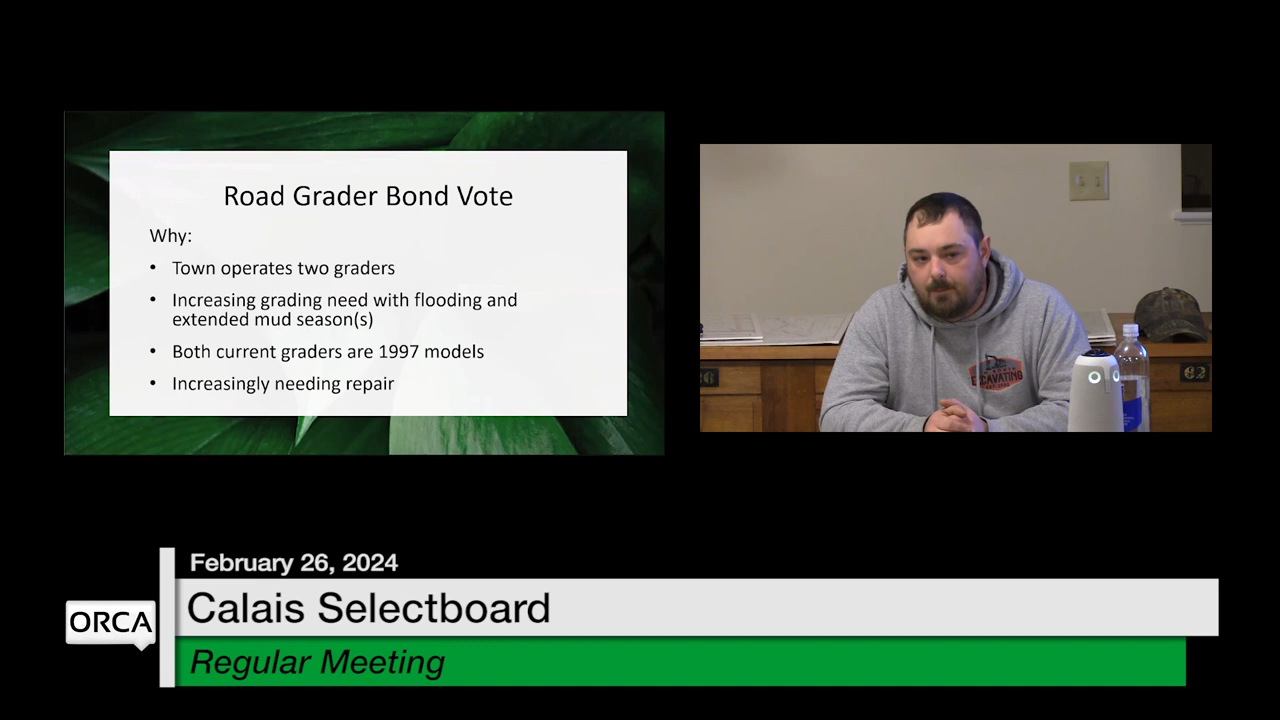 Road Grader Bond Vote
Why:
• Town operates two graders
• Increasing grading need with flooding and
extended mud season(s)
• Both current graders are 1997 models
• Increasingly needing repair
EXCAVATING
62
February 26, 2024
Calais Selectboard
ORCA
Regular Meeting